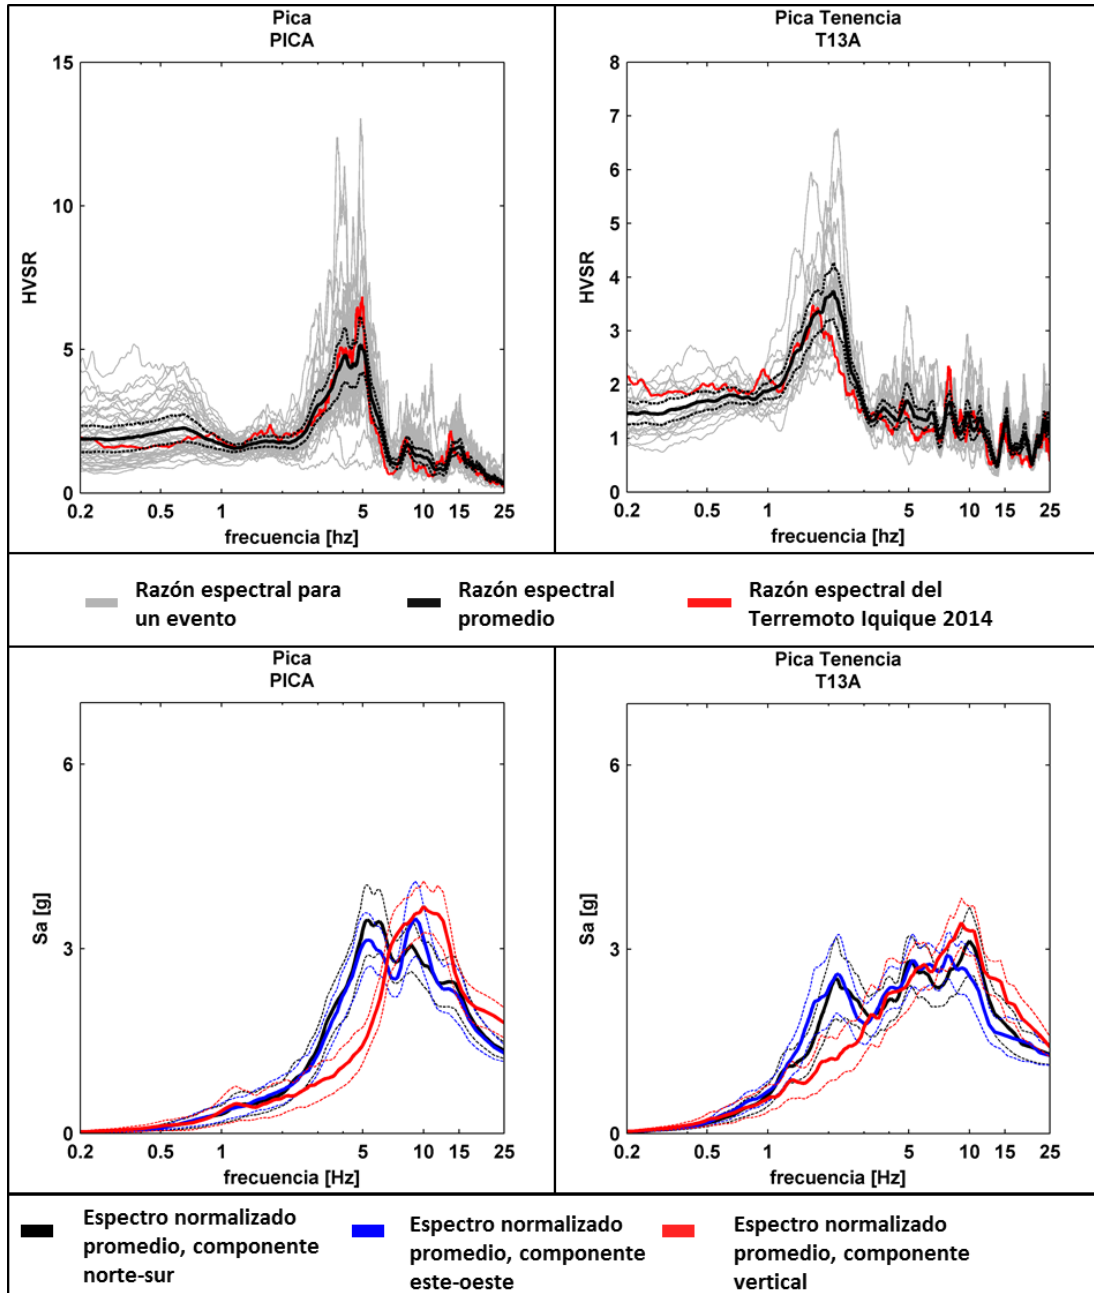 Pica
PICA
15
10
5
0
HVSR
0.2 0.5 1 5 10 15 25
frecuencia [hz]
Pica Tenencia
T13A
8
7
6
5
4
3
2
1
0
HVSR
0.2 0.5 1 5 10 15 25
frecuencia [hz]
Razón espectral para
un evento
Razón espectral
promedio
Razón espectral del
Terremoto Iquique 2014
Pica
PICA
6
3
0
Sa [g]
0.2 0.5 1 5 10 15 25
frecuencia [Hz]
Pica Tenencia
T13A
6
3
0
Sa [g]
0.2 0.5 1 5 10 15 25
frecuencia [Hz]
Espectro normalizado
promedio, componente
norte-sur
Espectro normalizado
promedio, componente
este-oeste
Espectro normalizado
promedio, componente
vertical